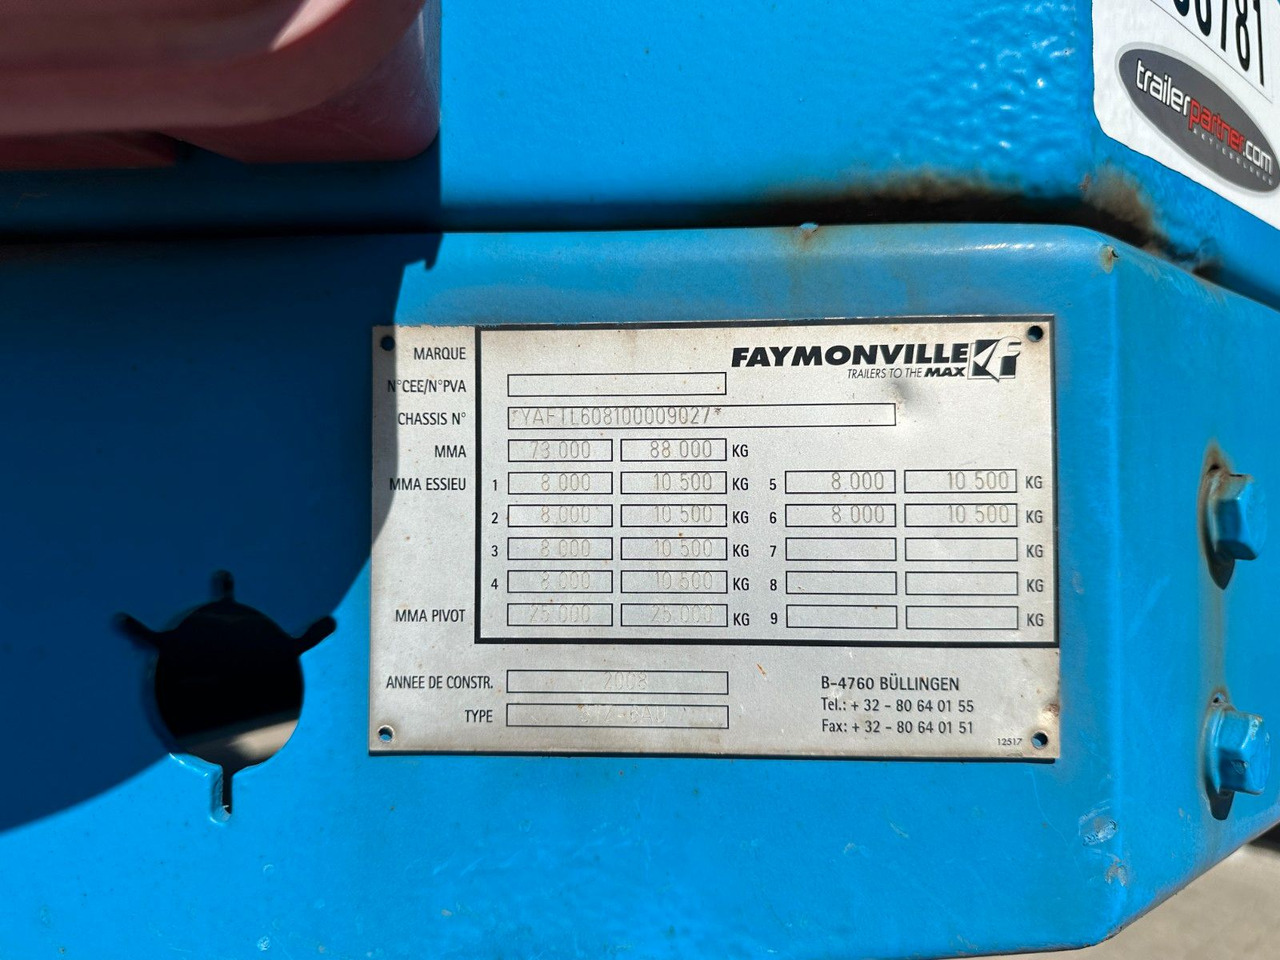 trailerpartner.com
MARQUE FAYMONVILLE
TRAILERS TO THE MAX
N°CEE/N°PVA
CHASSIS N° *YAFTL608100009027*
MMA 73.000 88.000 KG
MMA ESSIEU 1 8.000 10.500 KG 5 8.000 10.500 KG
2 8.000 10.500 KG 6 8.000 10.500 KG
3 8.000 10.500 KG 7 KG
4 8.000 10.500 KG 8 KG
MMA PIVOT 25.000 25.000 KG 9 KG
ANNEE DE CONSTR. 2008
TYPE
B-4760 BÜLLINGEN
Tel.: + 32 - 80 64 01 55
Fax: + 32 - 80 64 01 51
12517